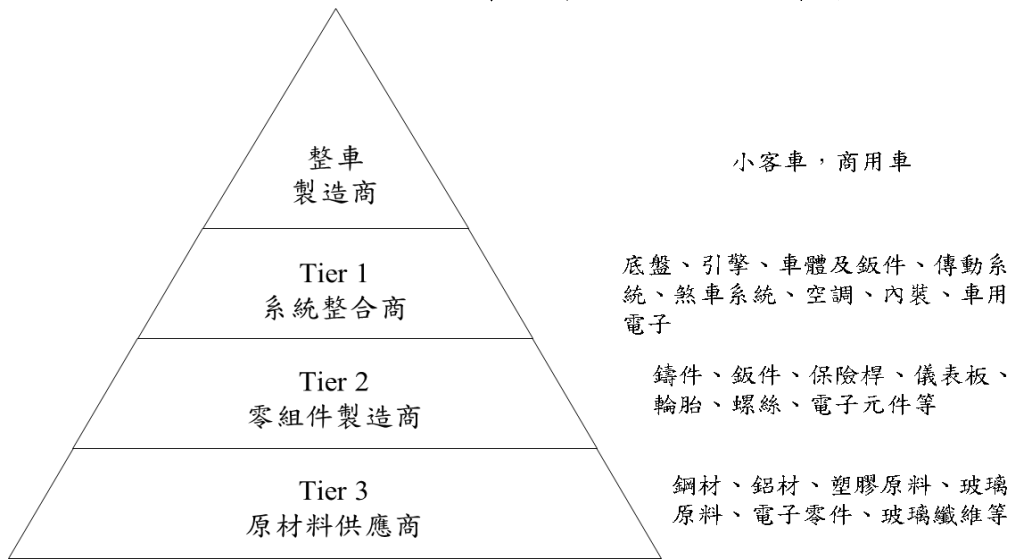 整車
製造商
小客車，商用車
Tier 1
系統整合商
底盤、引擎、車體及鈑件、傳動系
統、煞車系統、空調、內裝、車用
電子
Tier 2
零組件製造商
鑄件、鈑件、保險桿、儀表板、
輪胎、螺絲、電子元件等
Tier 3
原材料供應商
鋼材、鋁材、塑膠原料、玻璃
原料、電子零件、玻璃纖維等